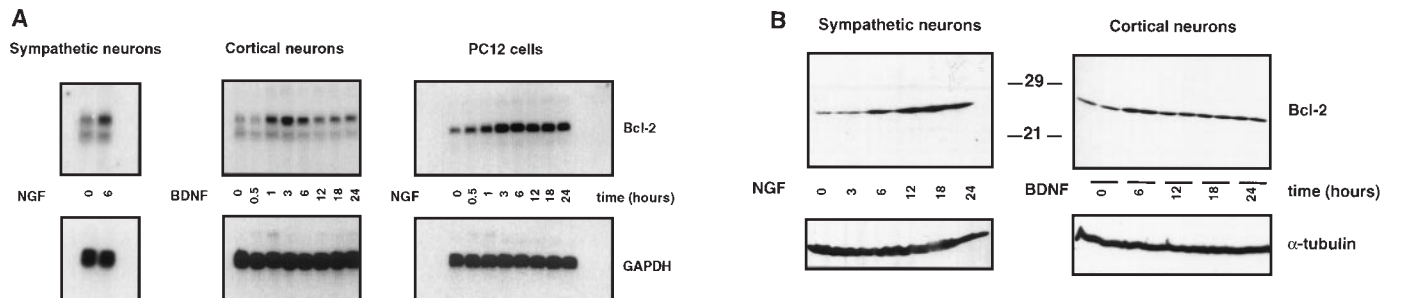 A
Sympathetic neurons
Cortical neurons
PC12 cells
Bcl-2
NGF
0 6
BDNF
0 0.5 1 3 6 12 18 24
NGF
0 0.5 1 3 6 12 18 24
time (hours)
GAPDH
B
Sympathetic neurons
Cortical neurons
—29—
—21—
Bcl-2
NGF
0 3 6 12 18 24
BDNF
0 6 12 18 24
time (hours)
α-tubulin